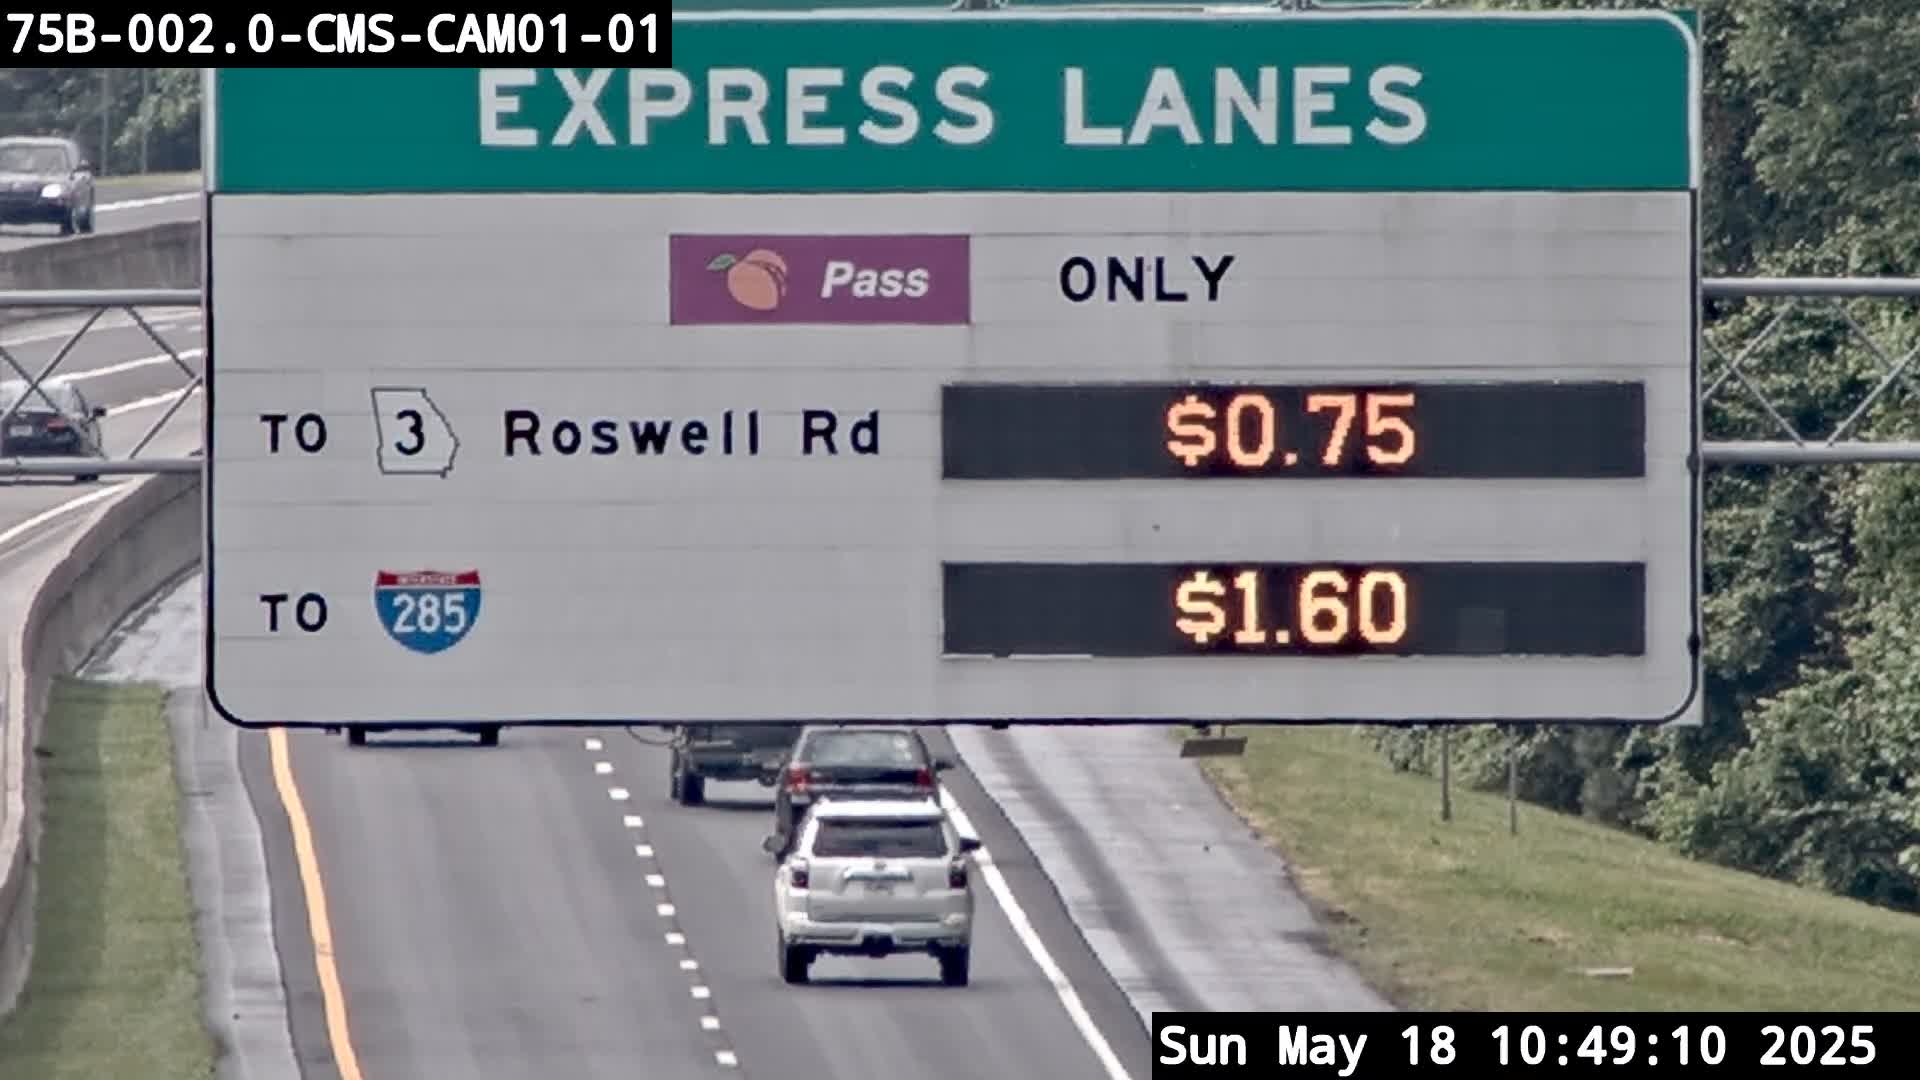 75B-002.0-CMS-CAM01-01
EXPRESS LANES
Pass ONLY
TO 3 Roswell Rd $0.75
TO INTERSTATE 285 $1.60
Sun May 18 10:49:10 2025